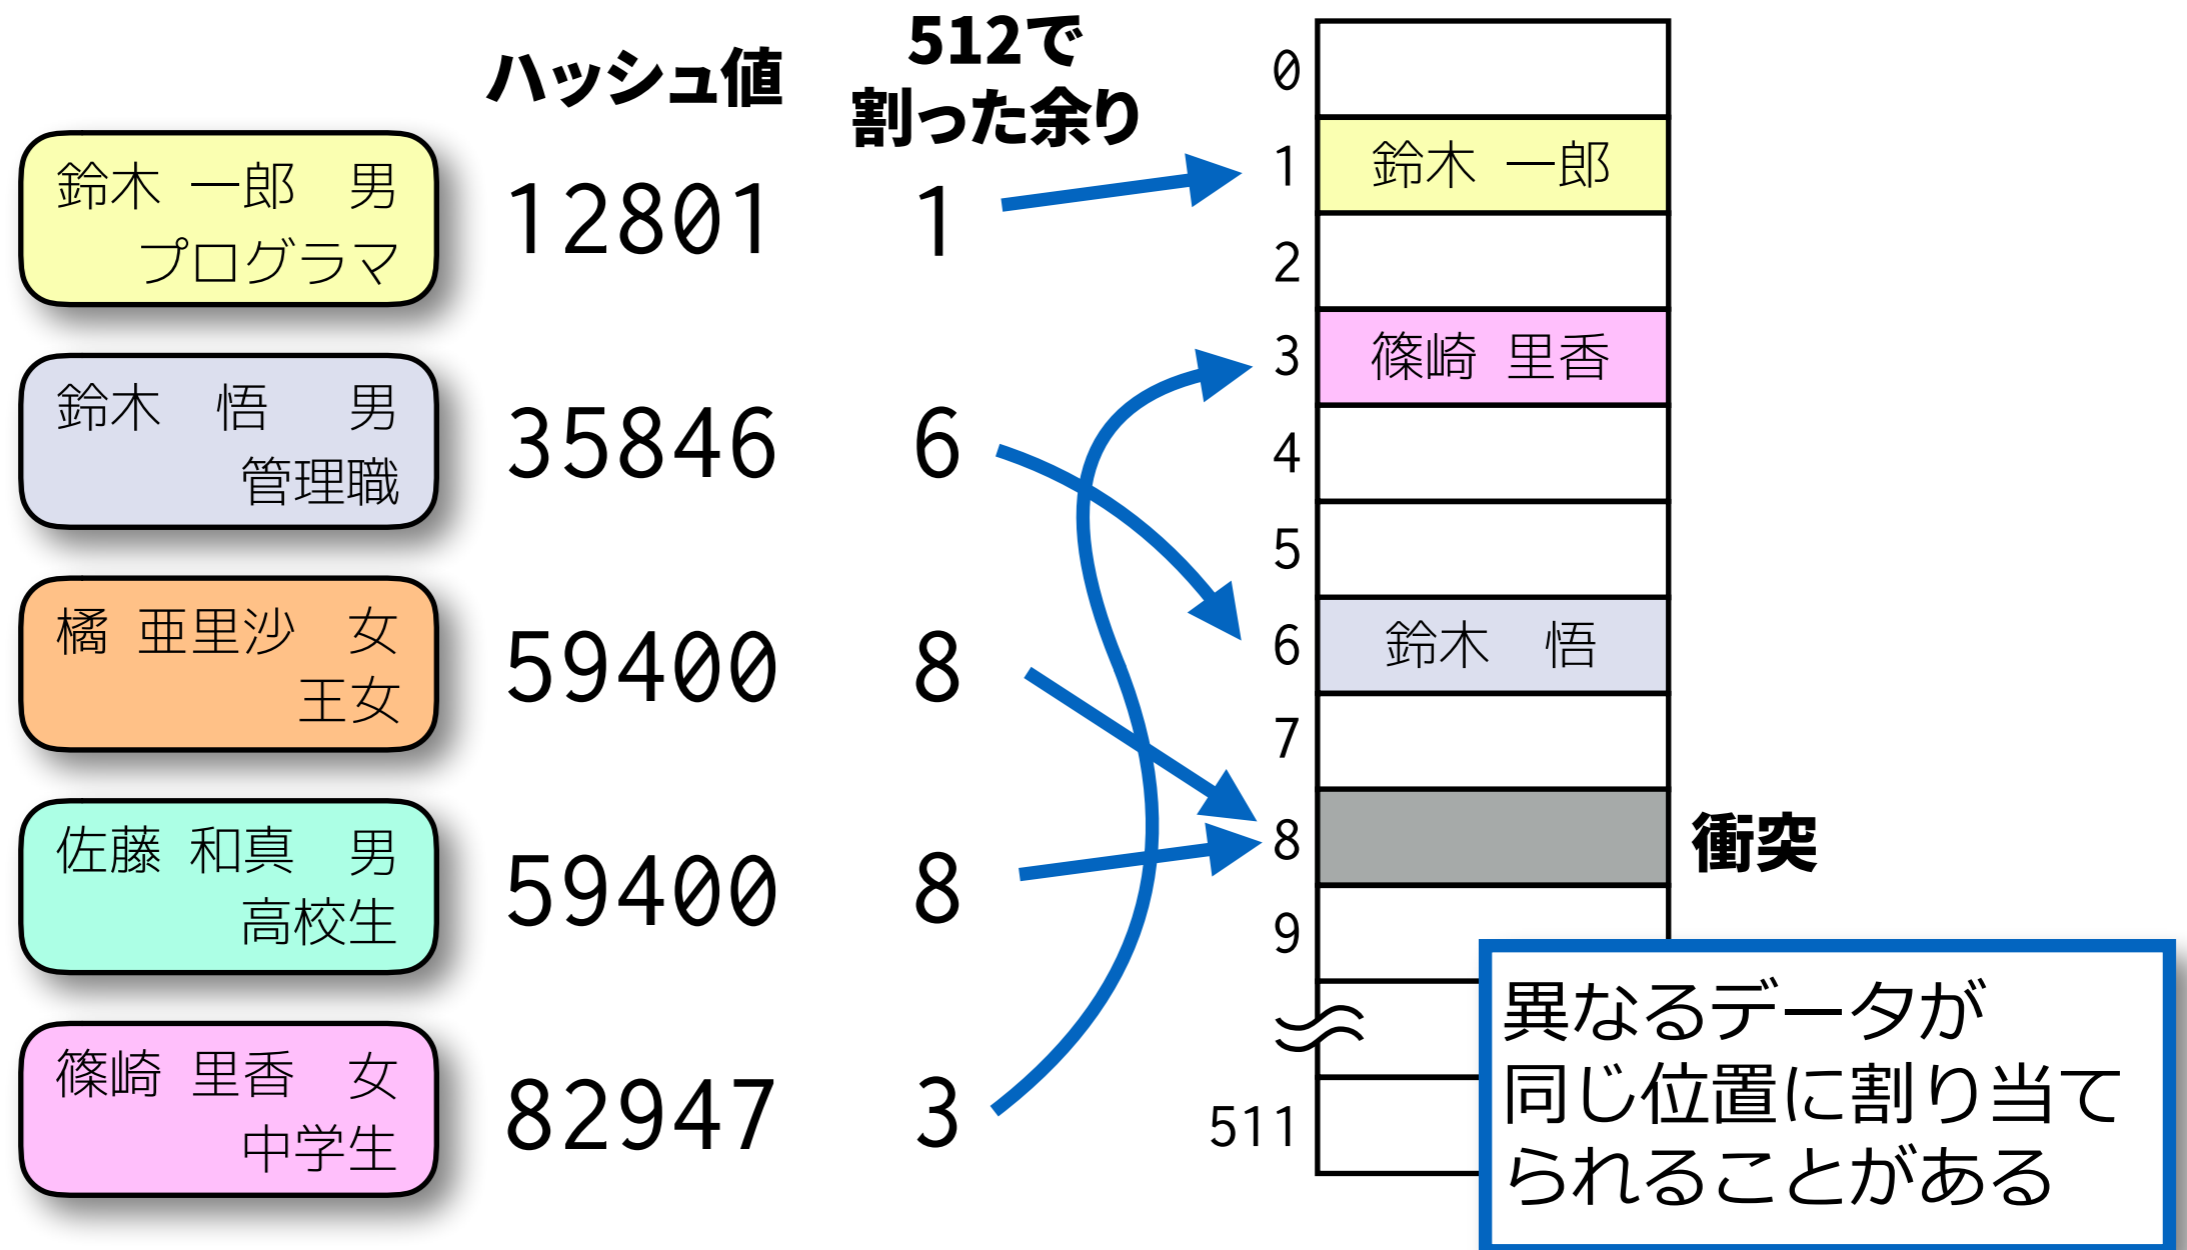 ハッシュ値
512で
割った余り
鈴木 一郎 男
プログラマ
12801
1
鈴木 悟 男
管理職
35846
6
橘 亜里沙 女
王女
59400
8
佐藤 和真 男
高校生
59400
8
篠崎 里香 女
中学生
82947
3
0
1 鈴木 一郎
2
3 篠崎 里香
4
5
6 鈴木 悟
7
8 衝突
9
511
異なるデータが
同じ位置に割り当て
られることがある